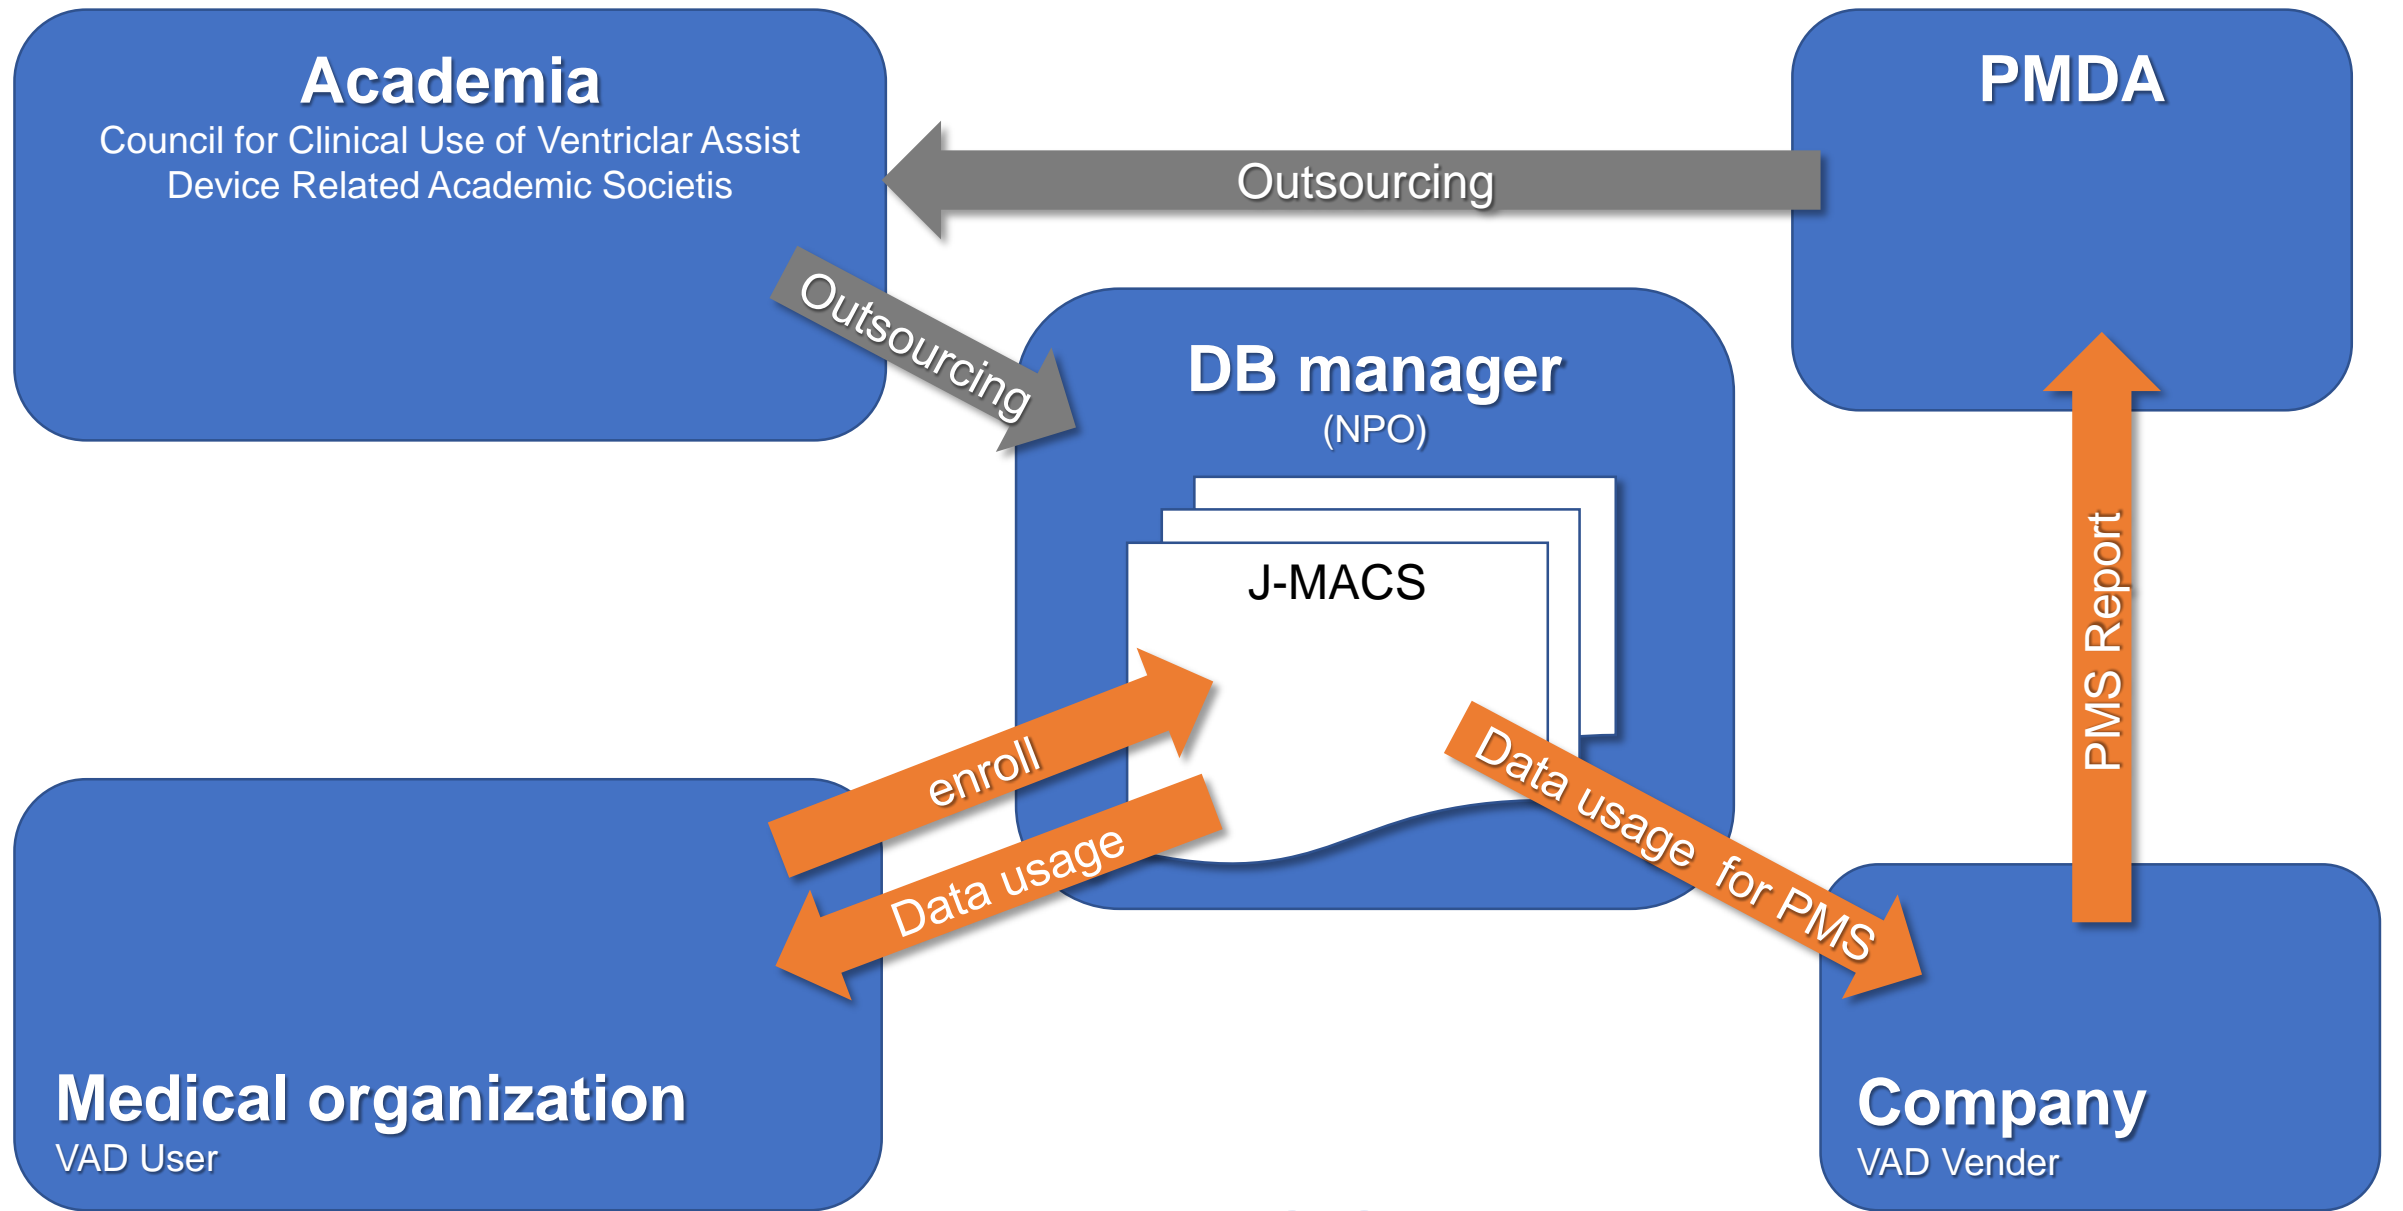 Academia
Council for Clinical Use of Ventriclar Assist
Device Related Academic Societis
PMDA
Outsourcing
Outsourcing
DB manager
(NPO)
J-MACS
enroll
Data usage
Data usage for PMS
PMS Report
Medical organization
VAD User
Company
VAD Vender